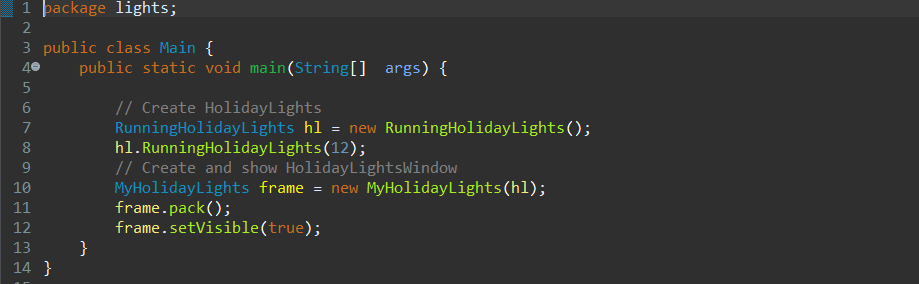 1 package lights;
2
3 public class Main {
4 public static void main(String[]  args) {
5
6 // Create HolidayLights
7 RunningHolidayLights hl = new RunningHolidayLights();
8 hl.RunningHolidayLights(12);
9 // Create and show HolidayLightsWindow
10 MyHolidayLights frame = new MyHolidayLights(hl);
11 frame.pack();
12 frame.setVisible(true);
13 }
14 }